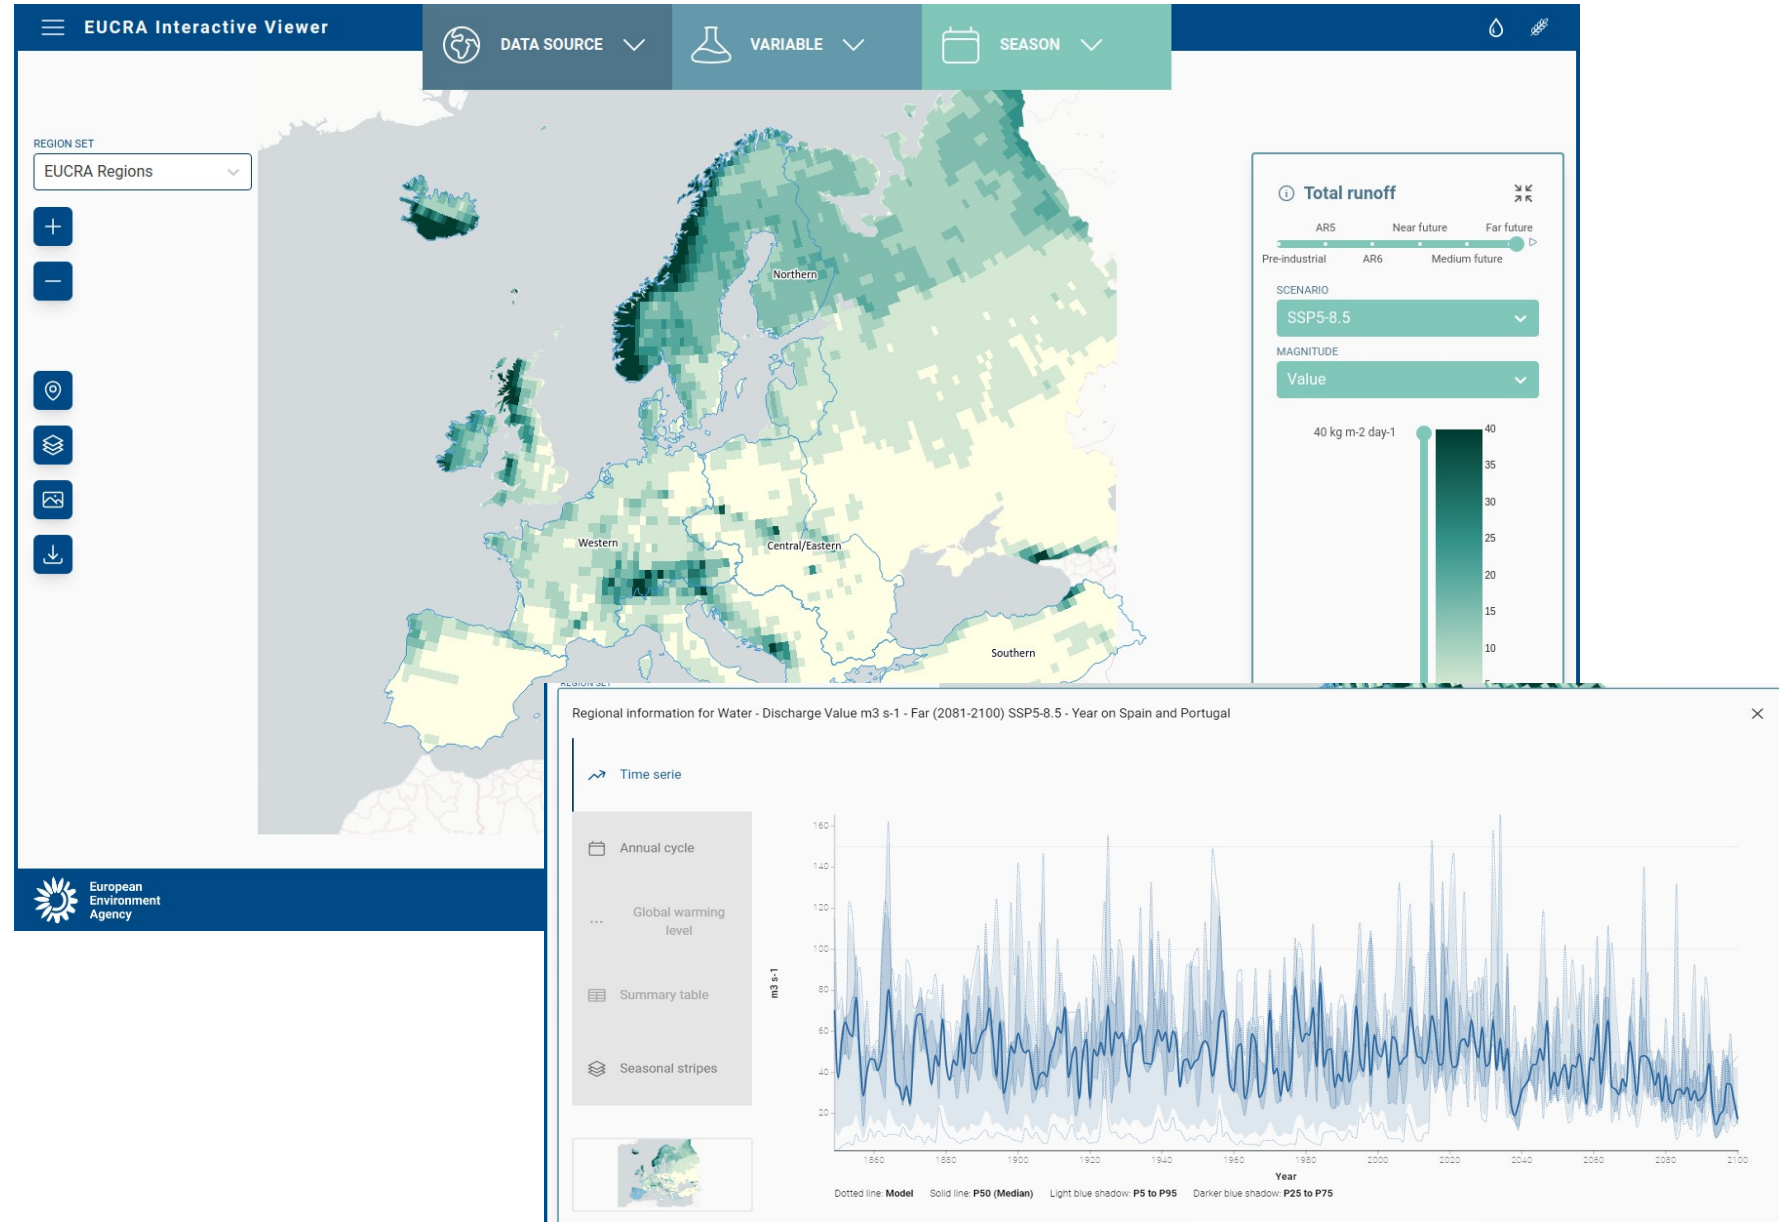 EUCRA Interactive Viewer
DATA SOURCE
VARIABLE
SEASON
REGION SET
EUCRA Regions
Northern
Western
Central/Eastern
Southern
Total runoff
AR5
Near future
Far future
Pre-industrial
AR6
Medium future
SCENARIO
SSP5-8.5
MAGNITUDE
Value
40 kg m-2 day-1
40
35
30
25
20
15
10
5
European
Environment
Agency
REGION SET
Regional information for Water - Discharge Value m3 s-1 - Far (2081-2100) SSP5-8.5 - Year on Spain and Portugal
Time serie
Annual cycle
Global warming
level
Summary table
Seasonal stripes
160
140
120
100
80
60
40
20
m3 s-1
1860
1880
1900
1920
1940
1960
1980
2000
2020
2040
2060
2080
2100
Year
Dotted line: Model Solid line: P50 (Median) Light blue shadow: P5 to P95 Darker blue shadow: P25 to P75